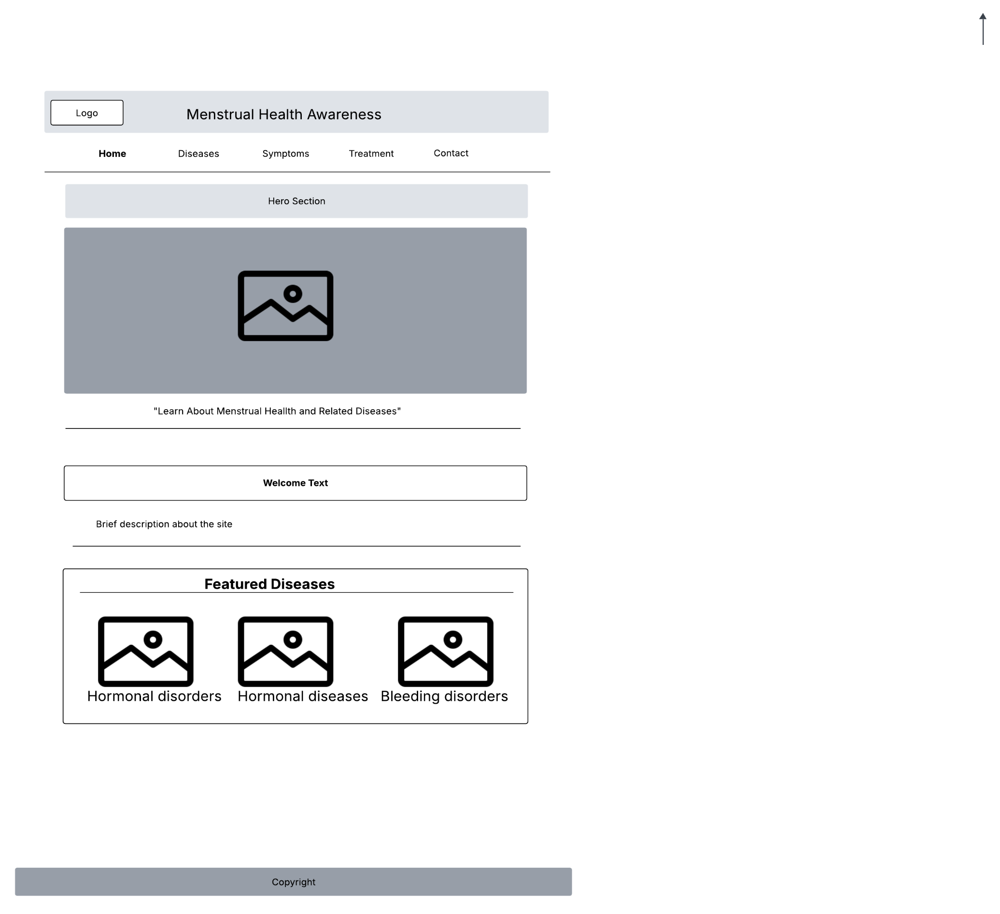 Logo
Menstrual Health Awareness
Home Diseases Symptoms Treatment Contact
Hero Section
"Learn About Menstrual Heallth and Related Diseases"
Welcome Text
Brief description about the site
Featured Diseases
Hormonal disorders Hormonal diseases Bleeding disorders
Copyright